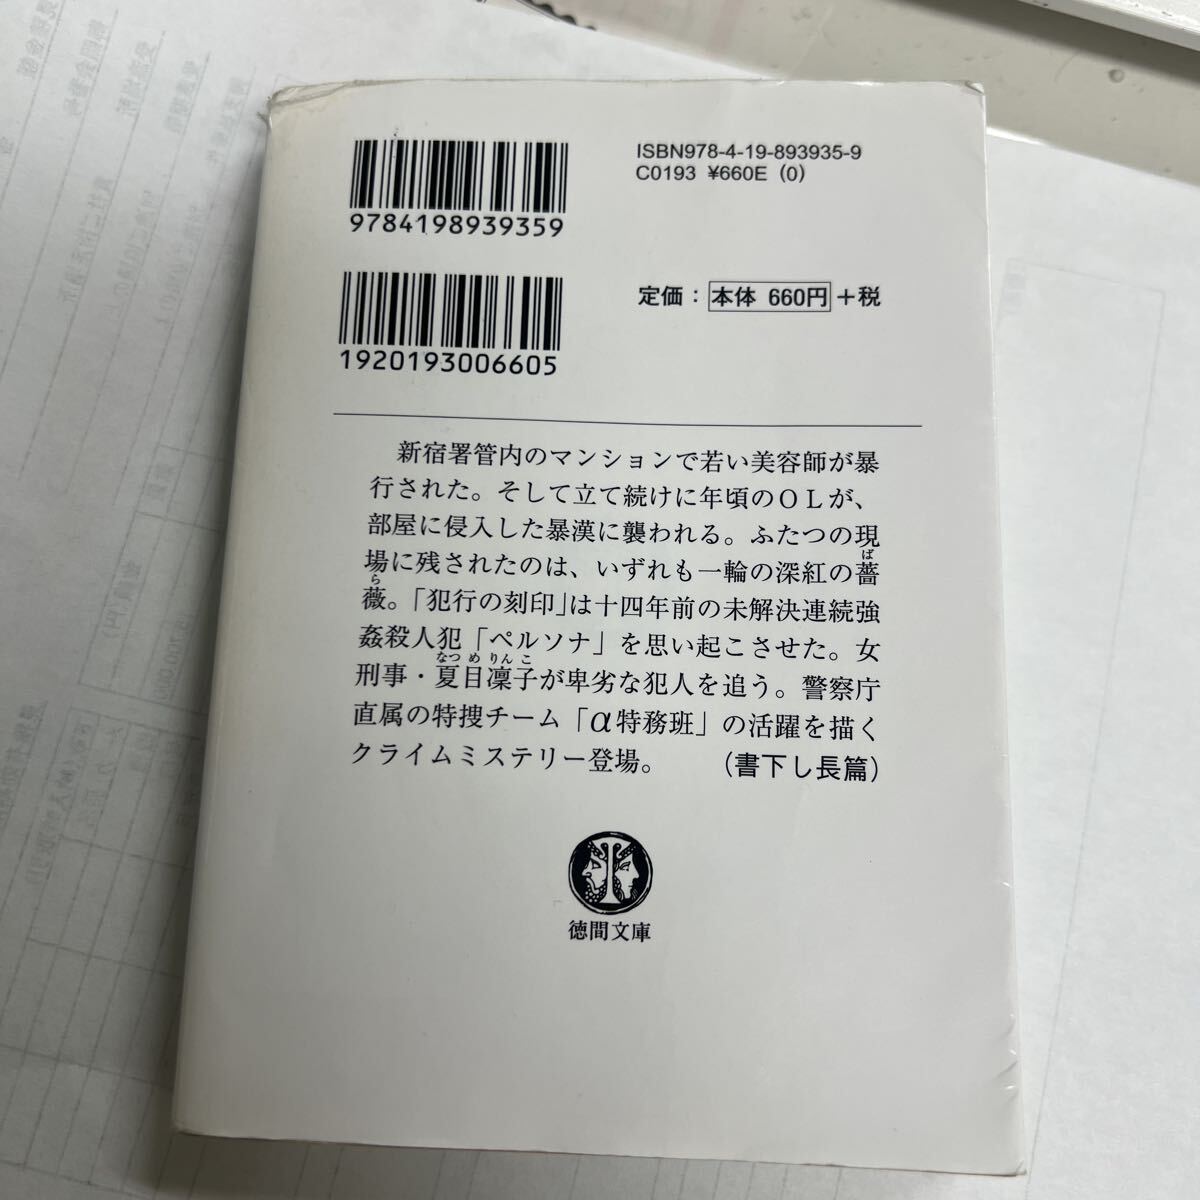 ISBN978-4-19-893935-9
C0193 ¥660E (0)
9784198939359
定価：本体 660円＋税
1920193006605
新宿署管内のマンションで若い美容師が暴
行された。そして立て続けに年頃のＯＬが、
部屋に侵入した暴漢に襲われる。ふたつの現
場に残されたのは、いずれも一輪の深紅の薔
ば
薇。「犯行の刻印」は十四年前の未解決連続強
ら
姦殺人犯「ペルソナ」を思い起こさせた。女
刑事・夏目凜子が卑劣な犯人を追う。警察庁
なつ め りん こ
直属の特捜チーム「α特務班」の活躍を描く
クライムミステリー登場。 （書下し長篇）
徳間文庫